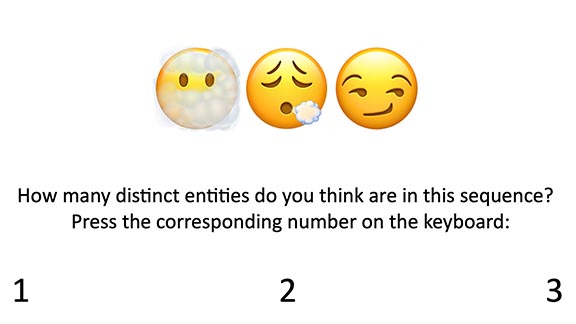 How many distinct entities do you think are in this sequence?
Press the corresponding number on the keyboard:
1 2 3